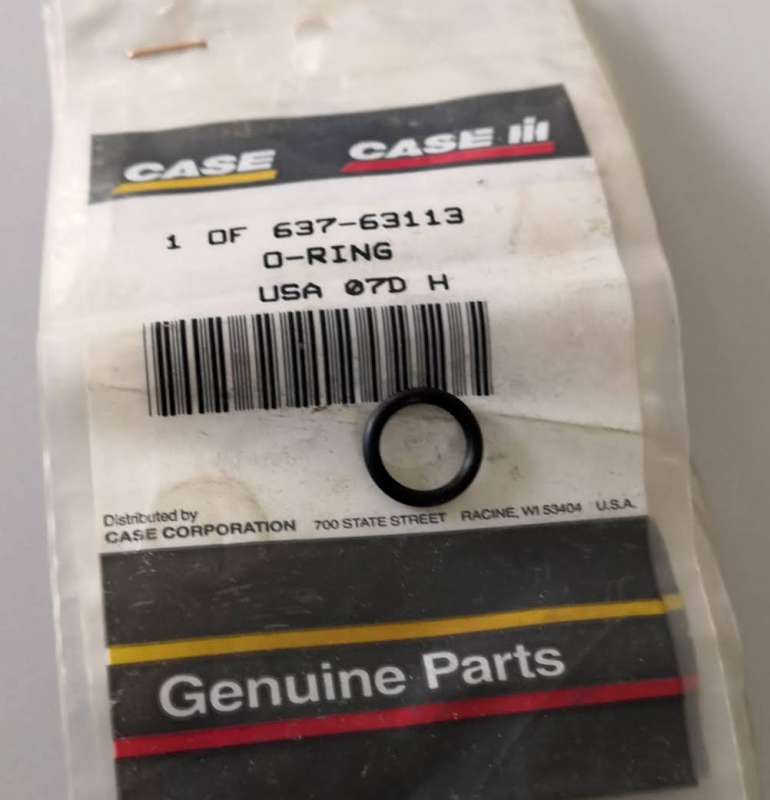 CASE CASE IH
1 OF 637-63113
O-RING
USA 07D H
Distributed by
CASE CORPORATION 700 STATE STREET RACINE, WI 53404 U.S.A.
Genuine Parts